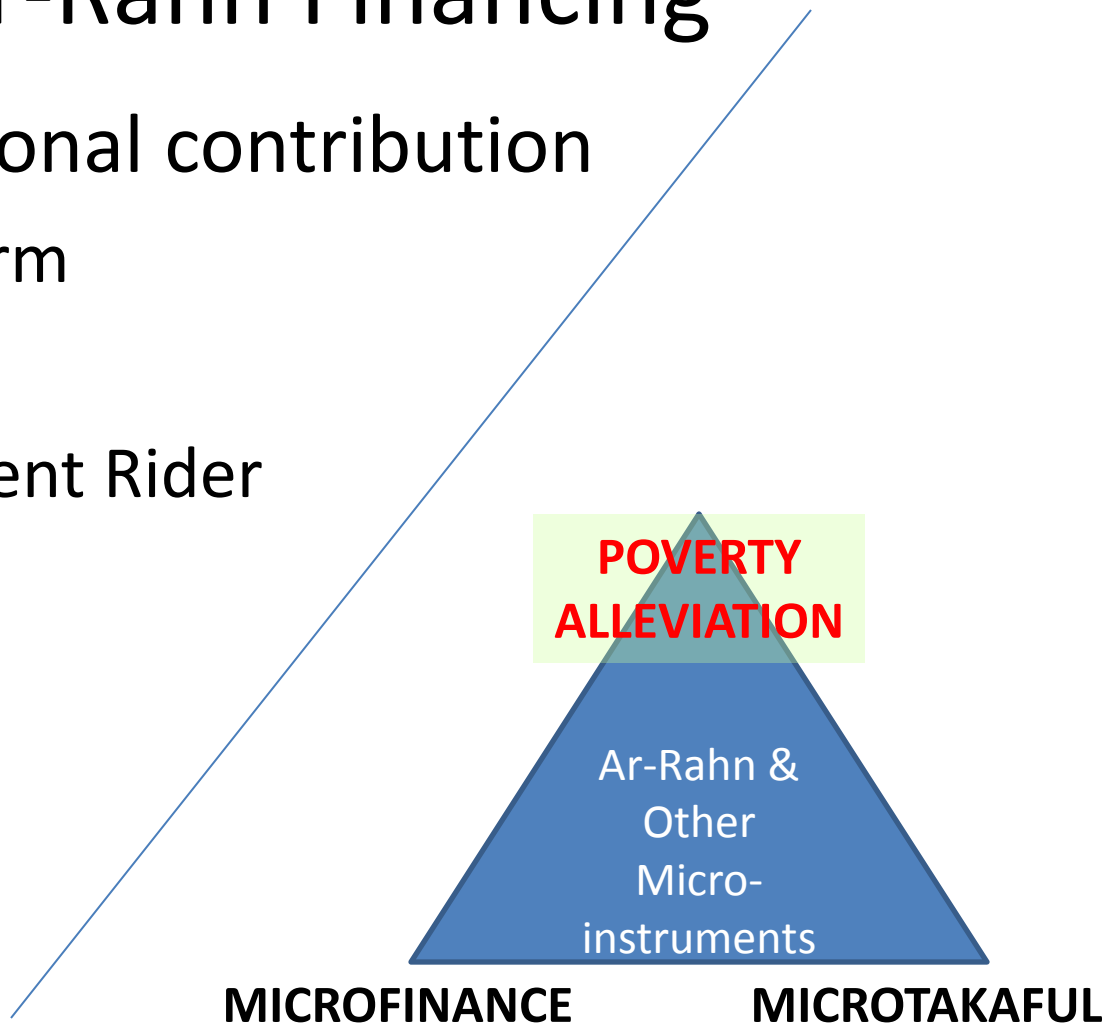 r-Rahn Financing
onal contribution
rm
ent Rider
POVERTY
ALLEVIATION
Ar-Rahn &
Other
Micro-
instruments
MICROFINANCE
MICROTAKAFUL